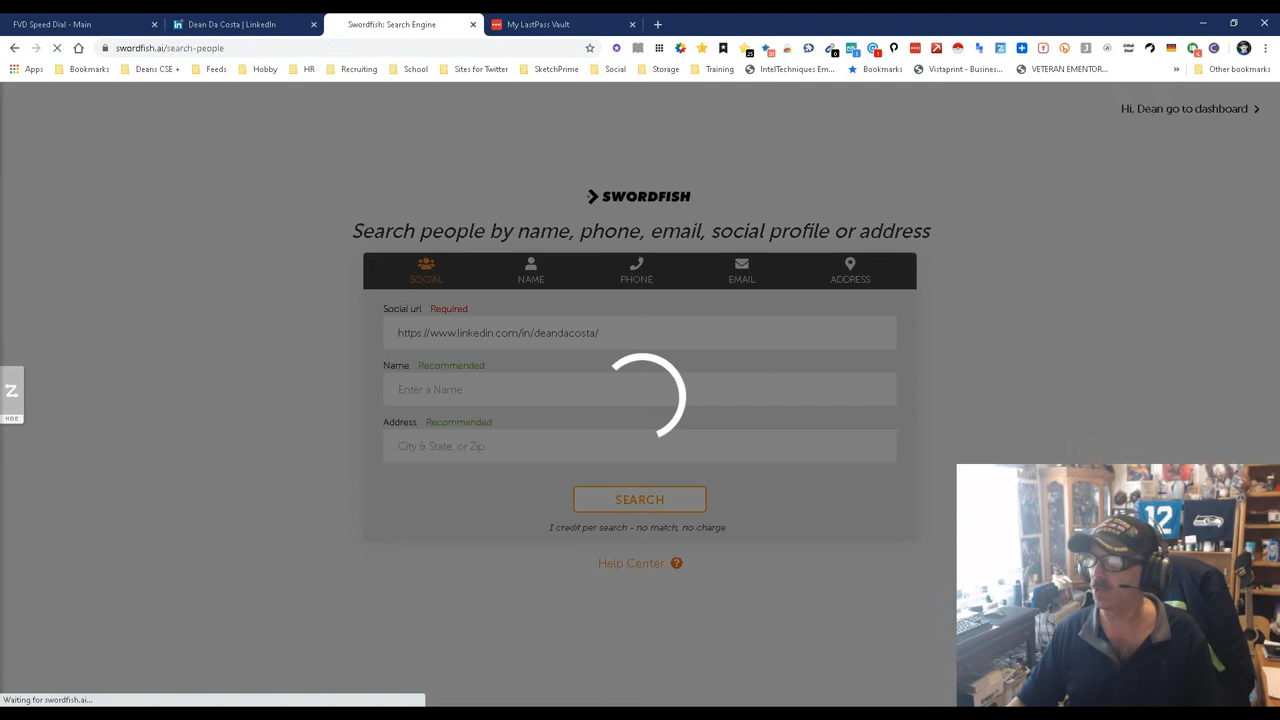 FVD Speed Dial - Main
Dean Da Costa | LinkedIn
Swordfish: Search Engine
My LastPass Vault
swordfish.ai/search-people
Apps
Bookmarks
Deans CSE +
Feeds
Hobby
HR
Recruiting
School
Sites for Twitter
SketchPrime
Social
Storage
Training
IntelTechniques Em...
Bookmarks
Vistaprint - Busines...
VETERAN EMENTOR...
»
Other bookmarks
Hi, Dean go to dashboard
SWORDFISH
Search people by name, phone, email, social profile or address
SOCIAL
NAME
PHONE
EMAIL
ADDRESS
Social url Required
https://www.linkedin.com/in/deandacosta/
Name Recommended
Enter a Name
Address Recommended
City & State, or Zip
SEARCH
1 credit per search - no match, no charge
Help Center ?
HIDE
12
Waiting for swordfish.ai...